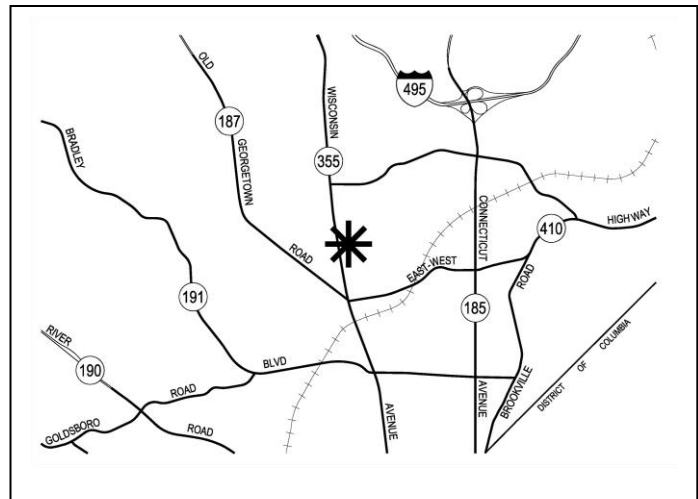 OLD
187
GEORGETOWN
ROAD
WISCONSIN
355
AVENUE
495
BRADLEY
191
BLVD
CONNECTICUT
185
AVENUE
410
HIGHWAY
EAST-WEST
ROAD
BROOKVILLE
DISTRICT OF COLUMBIA
RIVER
190
ROAD
GOLDSBORO
ROAD